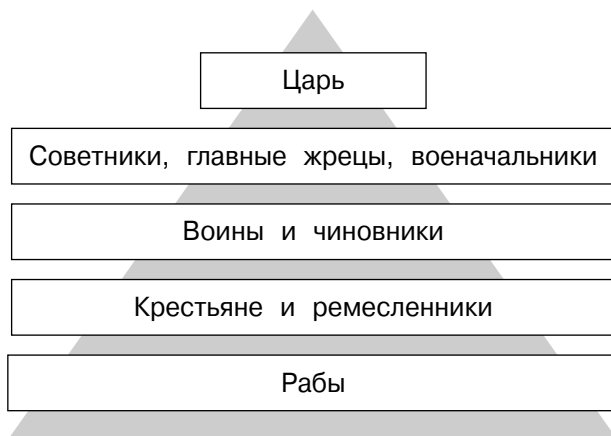 Царь
Советники, главные жрецы, военачальники
Воины и чиновники
Крестьяне и ремесленники
Рабы